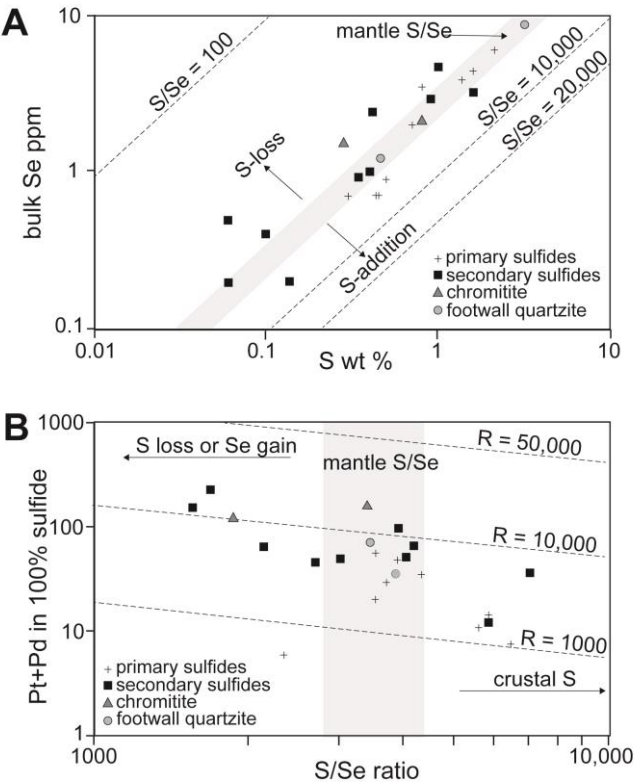 A
10
1
0.1
bulk Se ppm
S/Se = 100
mantle S/Se
S/Se = 10,000
S/Se = 20,000
S-loss
S-addition
primary sulfides
secondary sulfides
chromitite
footwall quartzite
0.01 0.1 1 10
S wt %
B
1000
100
10
1
Pt+Pd in 100% sulfide
S loss or Se gain
mantle S/Se
R = 50,000
R = 10,000
R = 1000
primary sulfides
secondary sulfides
chromitite
footwall quartzite
crustal S
1000 10,000
S/Se ratio